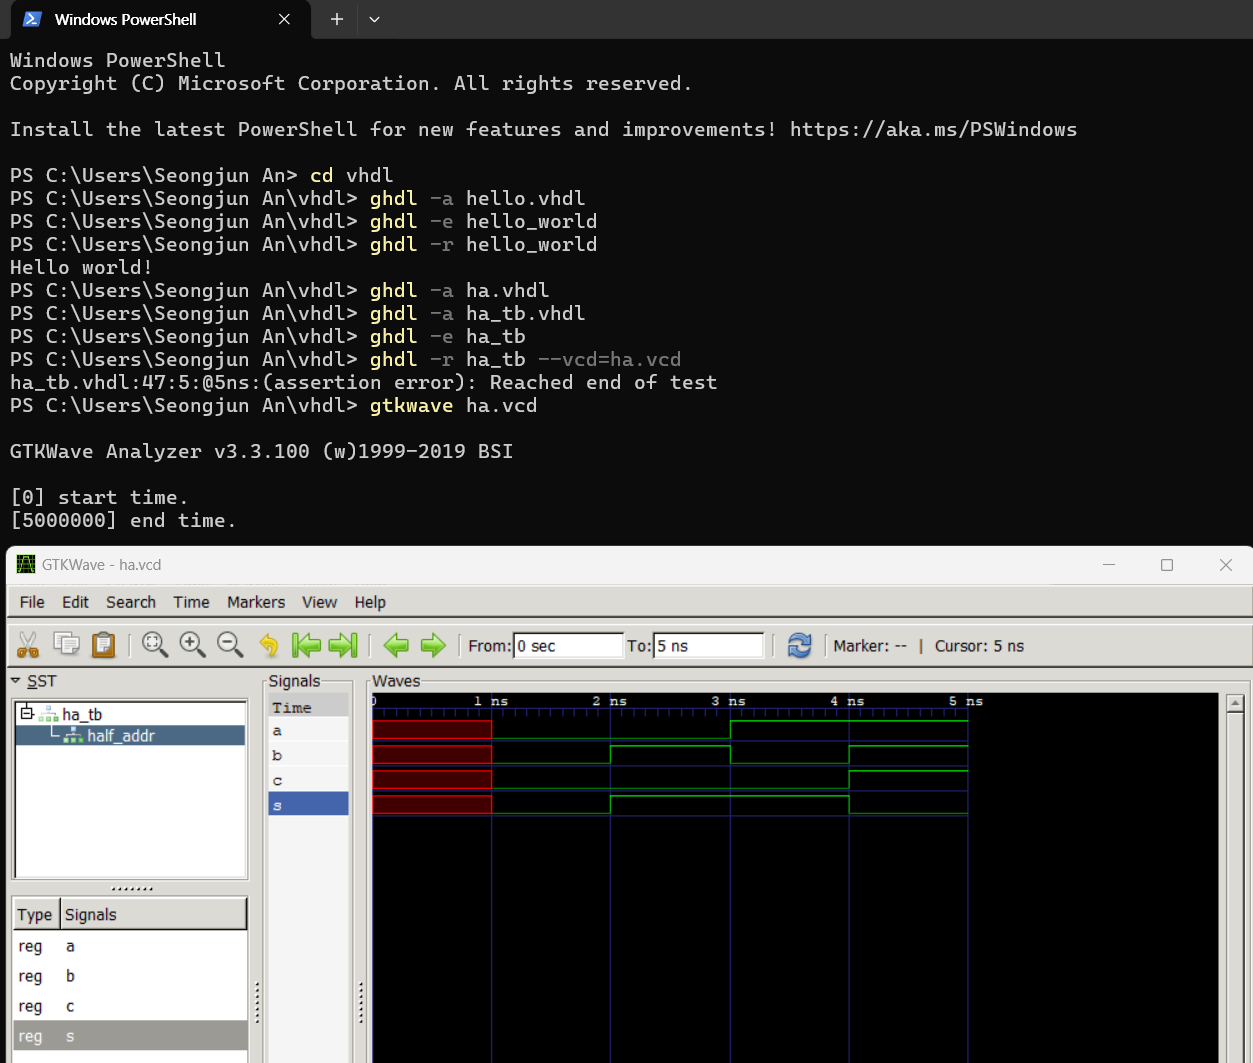 Windows PowerShell
Windows PowerShell
Copyright (C) Microsoft Corporation. All rights reserved.
Install the latest PowerShell for new features and improvements! https://aka.ms/PSWindows
PS C:\Users\Seongjun An> cd vhdl
PS C:\Users\Seongjun An\vhdl> ghdl -a hello.vhdl
PS C:\Users\Seongjun An\vhdl> ghdl -e hello_world
PS C:\Users\Seongjun An\vhdl> ghdl -r hello_world
Hello world!
PS C:\Users\Seongjun An\vhdl> ghdl -a ha.vhdl
PS C:\Users\Seongjun An\vhdl> ghdl -a ha_tb.vhdl
PS C:\Users\Seongjun An\vhdl> ghdl -e ha_tb
PS C:\Users\Seongjun An\vhdl> ghdl -r ha_tb --vcd=ha.vcd
ha_tb.vhdl:47:5:@5ns:(assertion error): Reached end of test
PS C:\Users\Seongjun An\vhdl> gtkwave ha.vcd
GTKWave Analyzer v3.3.100 (w)1999-2019 BSI
[0] start time.
[5000000] end time.
GTKWave - ha.vcd
File Edit Search Time Markers View Help
From: 0 sec To: 5 ns Marker: -- | Cursor: 5 ns
SST
ha_tb
half_addr
Type Signals
reg a
reg b
reg c
reg s
Signals
Time
a
b
c
s
Waves
0 1 ns 2 ns 3 ns 4 ns 5 ns